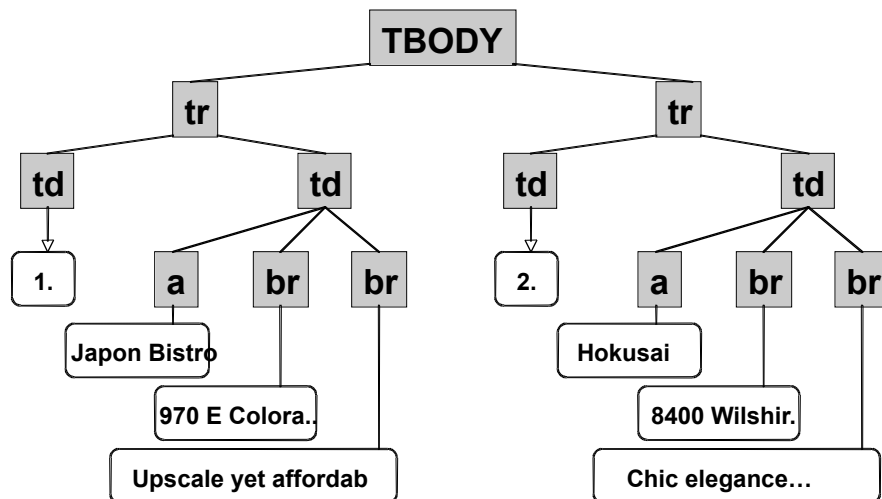 TBODY
tr tr
td td td td
1. a br br 2. a br br
Japon Bistro Hokusai
970 E Colora.. 8400 Wilshir.
Upscale yet affordab Chic elegance…